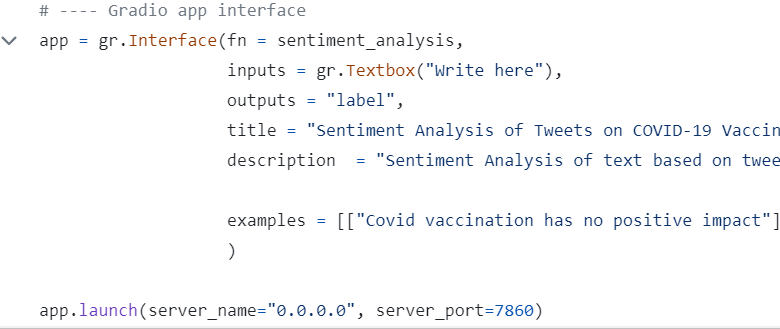 # ---- Gradio app interface
app = gr.Interface(fn = sentiment_analysis,
inputs = gr.Textbox("Write here"),
outputs = "label",
title = "Sentiment Analysis of Tweets on COVID-19 Vaccin
description  = "Sentiment Analysis of text based on twee
examples = [["Covid vaccination has no positive impact"]
)
app.launch(server_name="0.0.0.0", server_port=7860)